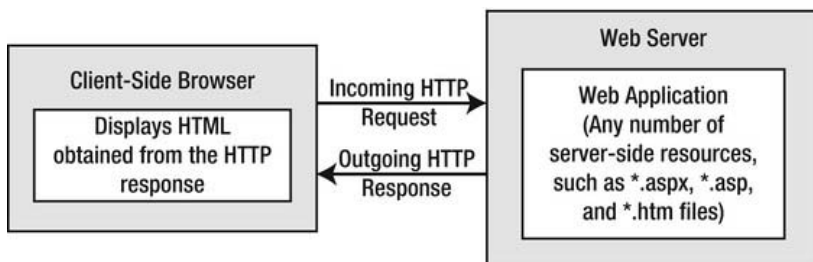 Client-Side Browser
Displays HTML
obtained from the HTTP
response
Incoming HTTP
Request
Outgoing HTTP
Response
Web Server
Web Application
(Any number of
server-side resources,
such as *.aspx, *.asp,
and *.htm files)